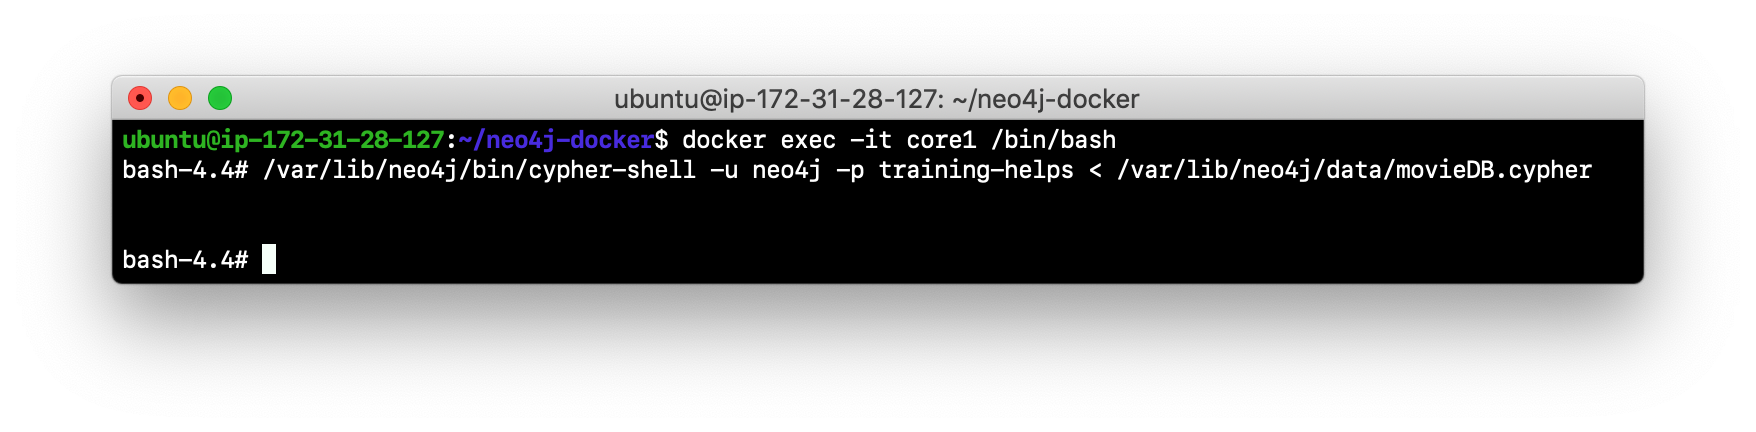 ubuntu@ip-172-31-28-127: ~/neo4j-docker
ubuntu@ip-172-31-28-127:~/neo4j-docker$ docker exec -it core1 /bin/bash
bash-4.4# /var/lib/neo4j/bin/cypher-shell -u neo4j -p training-helps < /var/lib/neo4j/data/movieDB.cypher
bash-4.4#